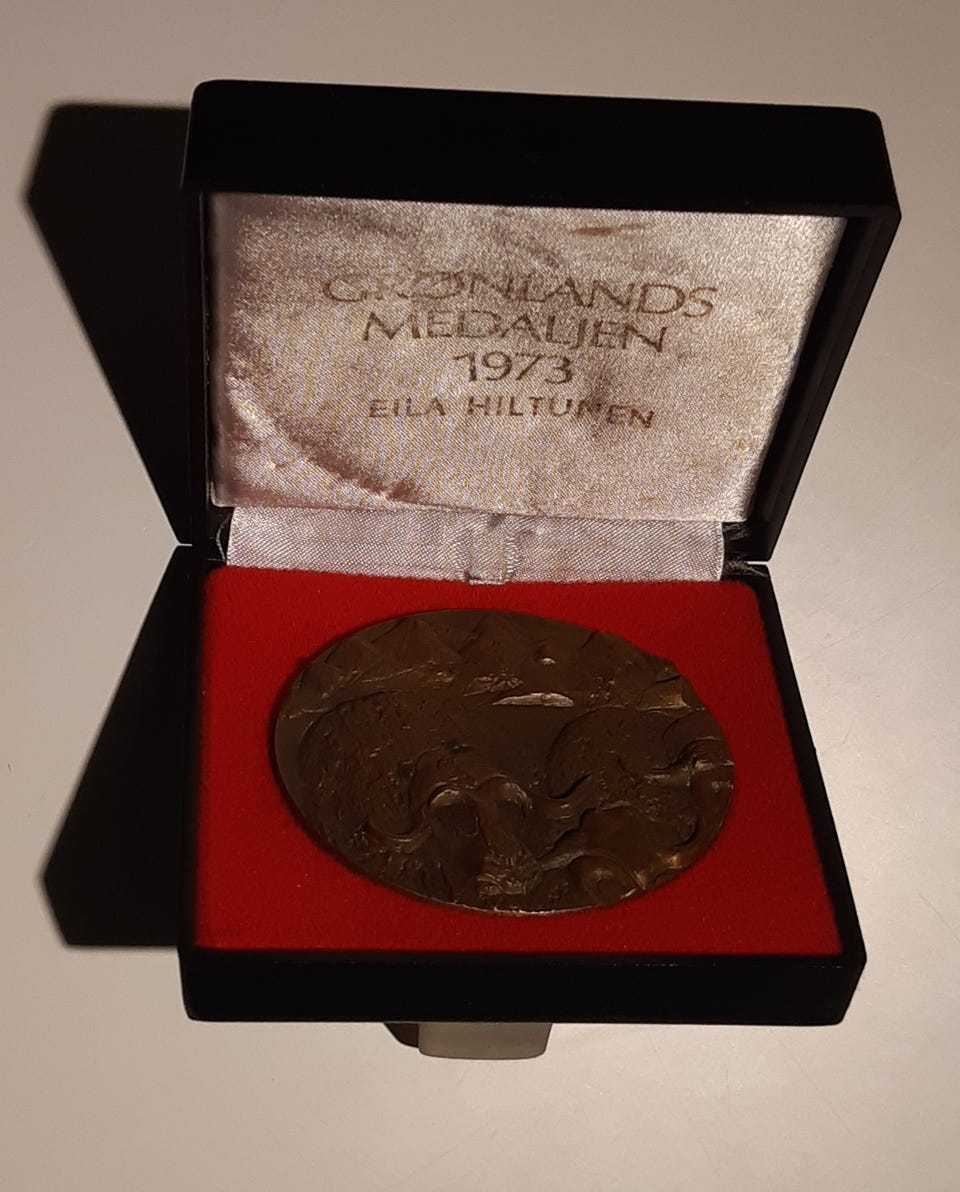 GRØNLANDS
MEDALJEN
1973
EILA HILTUNEN